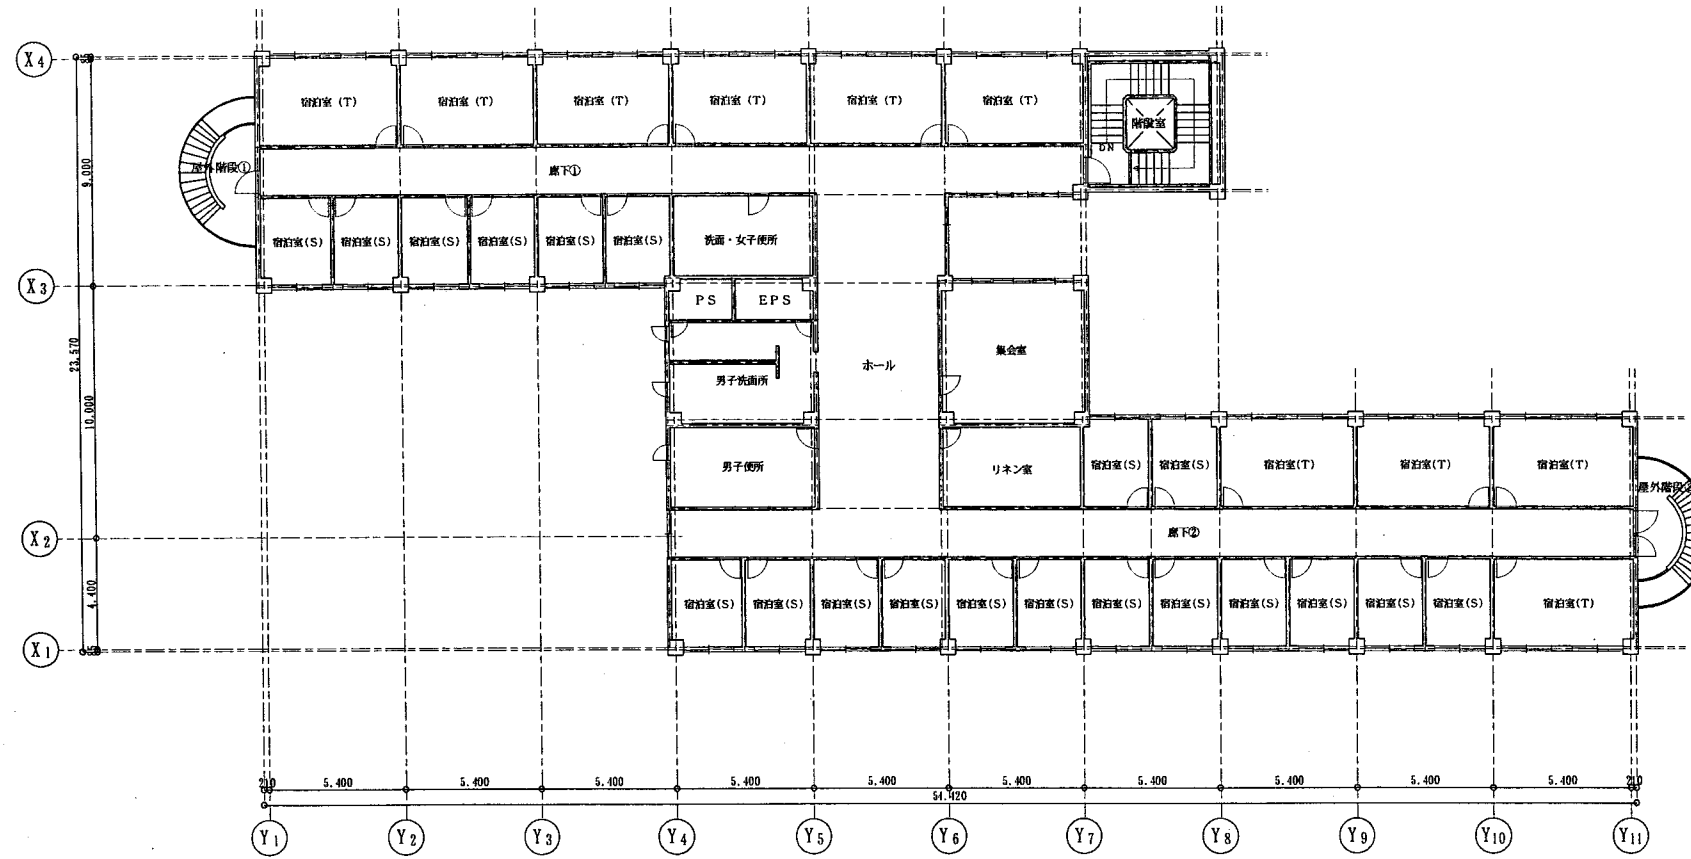 X4
宿泊室 (T)
宿泊室 (T)
宿泊室 (T)
宿泊室 (T)
宿泊室 (T)
宿泊室 (T)
階段室
DN
屋外階段①
廊下①
9.000
宿泊室(S)
宿泊室(S)
宿泊室(S)
宿泊室(S)
宿泊室(S)
宿泊室(S)
洗面・女子便所
X3
PS
EPS
23.570
集会室
ホール
男子洗面所
10.000
男子便所
リネン室
宿泊室(S)
宿泊室(S)
宿泊室(T)
宿泊室(T)
宿泊室(T)
屋外階段
X2
廊下②
4.400
宿泊室(S)
宿泊室(S)
宿泊室(S)
宿泊室(S)
宿泊室(S)
宿泊室(S)
宿泊室(S)
宿泊室(S)
宿泊室(S)
宿泊室(S)
宿泊室(S)
宿泊室(S)
宿泊室(T)
X1
210
5.400
5.400
5.400
5.400
5.400
5.400
5.400
5.400
5.400
5.400
210
54.420
Y1
Y2
Y3
Y4
Y5
Y6
Y7
Y8
Y9
Y10
Y11